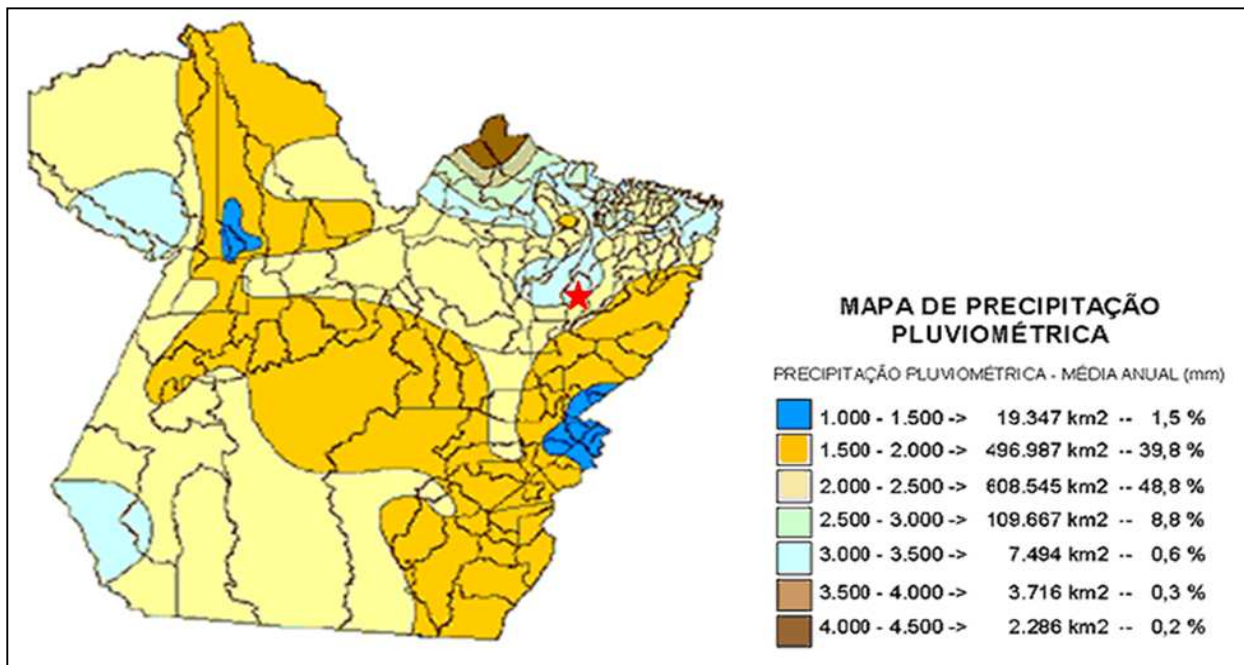 MAPA DE PRECIPITAÇÃO
PLUVIOMÉTRICA
PRECIPITAÇÃO PLUVIOMÉTRICA - MÉDIA ANUAL (mm)
1.000 - 1.500 -> 19.347 km2 -- 1,5 %
1.500 - 2.000 -> 496.987 km2 -- 39,8 %
2.000 - 2.500 -> 608.545 km2 -- 48,8 %
2.500 - 3.000 -> 109.667 km2 -- 8,8 %
3.000 - 3.500 -> 7.494 km2 -- 0,6 %
3.500 - 4.000 -> 3.716 km2 -- 0,3 %
4.000 - 4.500 -> 2.286 km2 -- 0,2 %